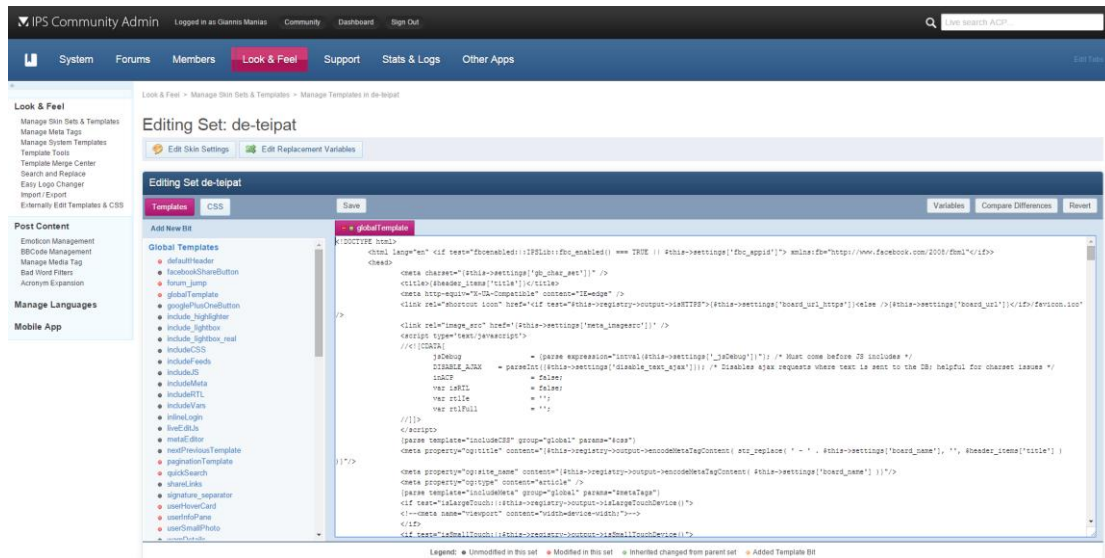 IPS Community Admin
Logged in as Giannis Manias Community Dashboard Sign Out
Live search ACP...
System Forums Members Look & Feel Support Stats & Logs Other Apps
Edit Tabs
Look & Feel > Manage Skin Sets & Templates > Manage Templates in de-teipat
Look & Feel
Manage Skin Sets & Templates
Manage Meta Tags
Manage System Templates
Template Tools
Template Merge Center
Search and Replace
Easy Logo Changer
Import / Export
Externally Edit Templates & CSS
Post Content
Emoticon Management
BBCode Management
Manage Media Tag
Bad Word Filters
Acronym Expansion
Manage Languages
Mobile App
Editing Set: de-teipat
Edit Skin Settings Edit Replacement Variables
Editing Set de-teipat
Templates CSS
Save
Variables Compare Differences Revert
Add New Bit
Global Templates
defaultHeader
facebookShareButton
forum_jump
globalTemplate
googlePlusOneButton
include_highlighter
include_lightbox
include_lightbox_real
includeCSS
includeFeeds
includeJS
includeMeta
includeRTL
includeVars
inlineLogin
liveEditJs
metaEditor
nextPreviousTemplate
paginationTemplate
quickSearch
shareLinks
signature_separator
userHoverCard
userInfoPane
userSmallPhoto
warnDetails
globalTemplate
<!DOCTYPE html>
<html lang="en" <if test="fbcenabled:|:IPSLib::fbc_enabled() === TRUE || $this->settings['fbc_appid']"> xmlns:fb="http://www.facebook.com/2008/fbml"</if>>
<head>
<meta charset="{$this->settings['gb_char_set']}" />
<title>{$header_items['title']}</title>
<meta http-equiv="X-UA-Compatible" content="IE=edge" />
<link rel="shortcut icon" href='<if test="$this->registry->output->isHTTPS">{$this->settings['board_url_https']}<else />{$this->settings['board_url']}</if>/favicon.ico'
/>
<link rel="image_src" href='{$this->settings['meta_imagesrc']}' />
<script type='text/javascript'>
//<![CDATA[
jsDebug = {parse expression="intval($this->settings['_jsDebug'])"}; /* Must come before JS includes */
DISABLE_AJAX = parseInt({$this->settings['disable_text_ajax']}); /* Disables ajax requests where text is sent to the DB; helpful for charset issues */
inACP = false;
var isRTL = false;
var rtlIe = '';
var rtlFull = '';
//]]>
</script>
{parse template="includeCSS" group="global" params="$css"}
<meta property="og:title" content="{$this->registry->output->encodeMetaTagContent( str_replace( ' - ' . $this->settings['board_name'], '', $header_items['title'] )
)}"/>
<meta property="og:site_name" content="{$this->registry->output->encodeMetaTagContent( $this->settings['board_name'] )}"/>
<meta property="og:type" content="article" />
{parse template="includeMeta" group="global" params="$metaTags"}
<if test="isLargeTouch:|:$this->registry->output->isLargeTouchDevice()">
<!--<meta name="viewport" content="width=device-width;">-->
</if>
<if test="isSmallTouch:|:$this->registry->output->isSmallTouchDevice()">
Legend: Unmodified in this set Modified in this set Inherited changed from parent set Added Template Bit